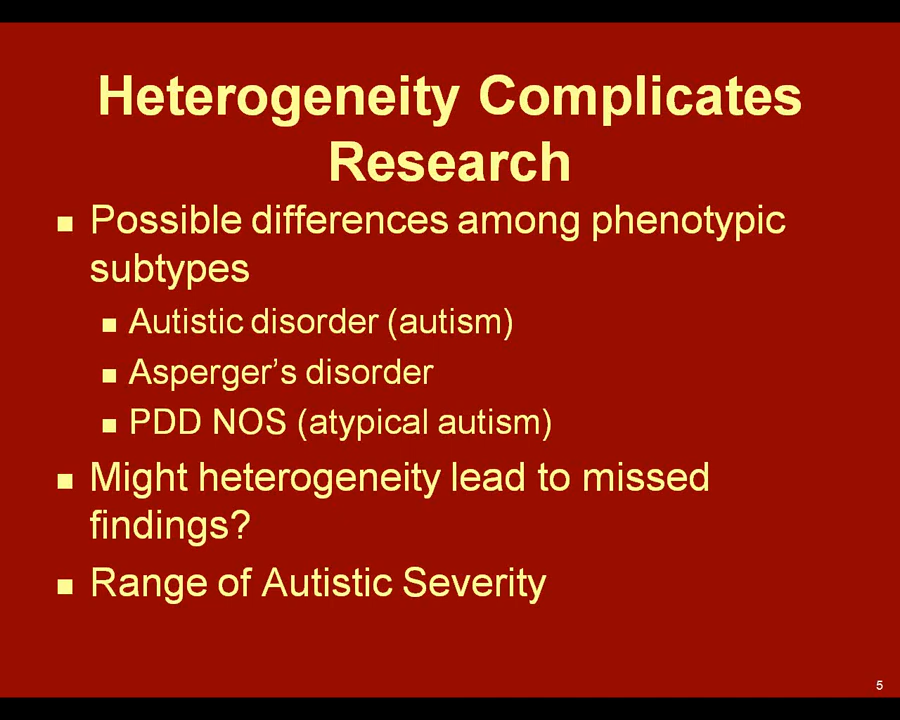 Heterogeneity Complicates
Research
■ Possible differences among phenotypic
subtypes
■ Autistic disorder (autism)
■ Asperger’s disorder
■ PDD NOS (atypical autism)
■ Might heterogeneity lead to missed
findings?
■ Range of Autistic Severity
5